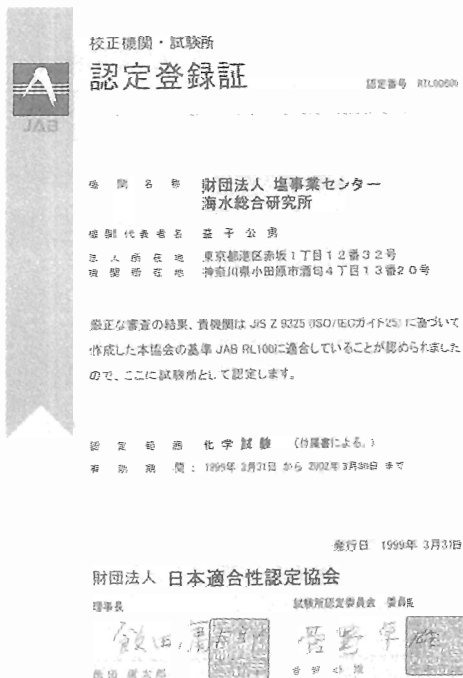 校正機関・試験所
認定登録証
認定番号 RTL00600
JAB
機関名称 財団法人 塩事業センター
海水総合研究所
機関代表者名 益子公男
法人所在地 東京都港区赤坂1丁目12番32号
機関所在地 神奈川県小田原市酒匂4丁目13番20号
厳正な審査の結果、貴機関は JIS Z 9325 (ISO/IECガイド25) に基づいて
作成した本協会の基準 JAB RL100に適合していることが認められました
ので、ここに試験所として認定します。
認定範囲 化学試験 (付属書による。)
有効期間: 1999年 3月31日 から 2002年 3月30日 まで
発行日 1999年 3月31日
財団法人 日本適合性認定協会
理事長
試験所認定委員会 委員長
飯田